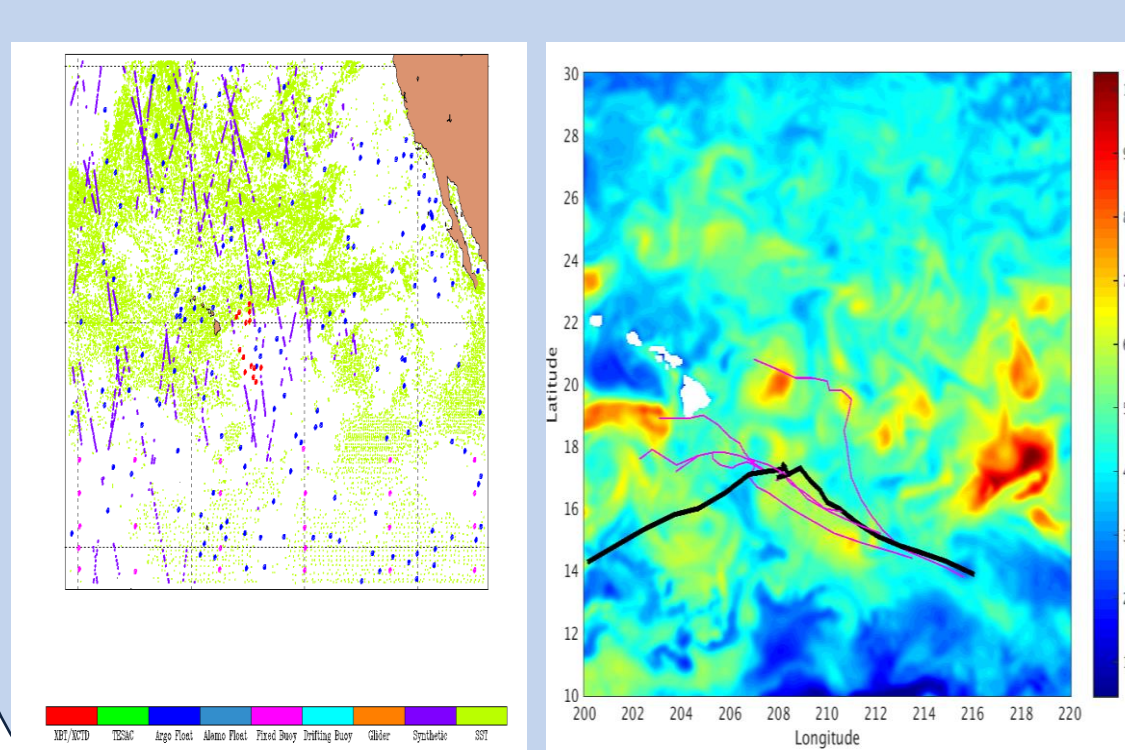 XBT/XCTD TESAC Argo Float Alamo Float Fixed Buoy Drifting Buoy Glider Synthetic SST
30
28
26
24
22
20
18
16
14
12
10
Latitude
200 202 204 206 208 210 212 214 216 218 220
Longitude